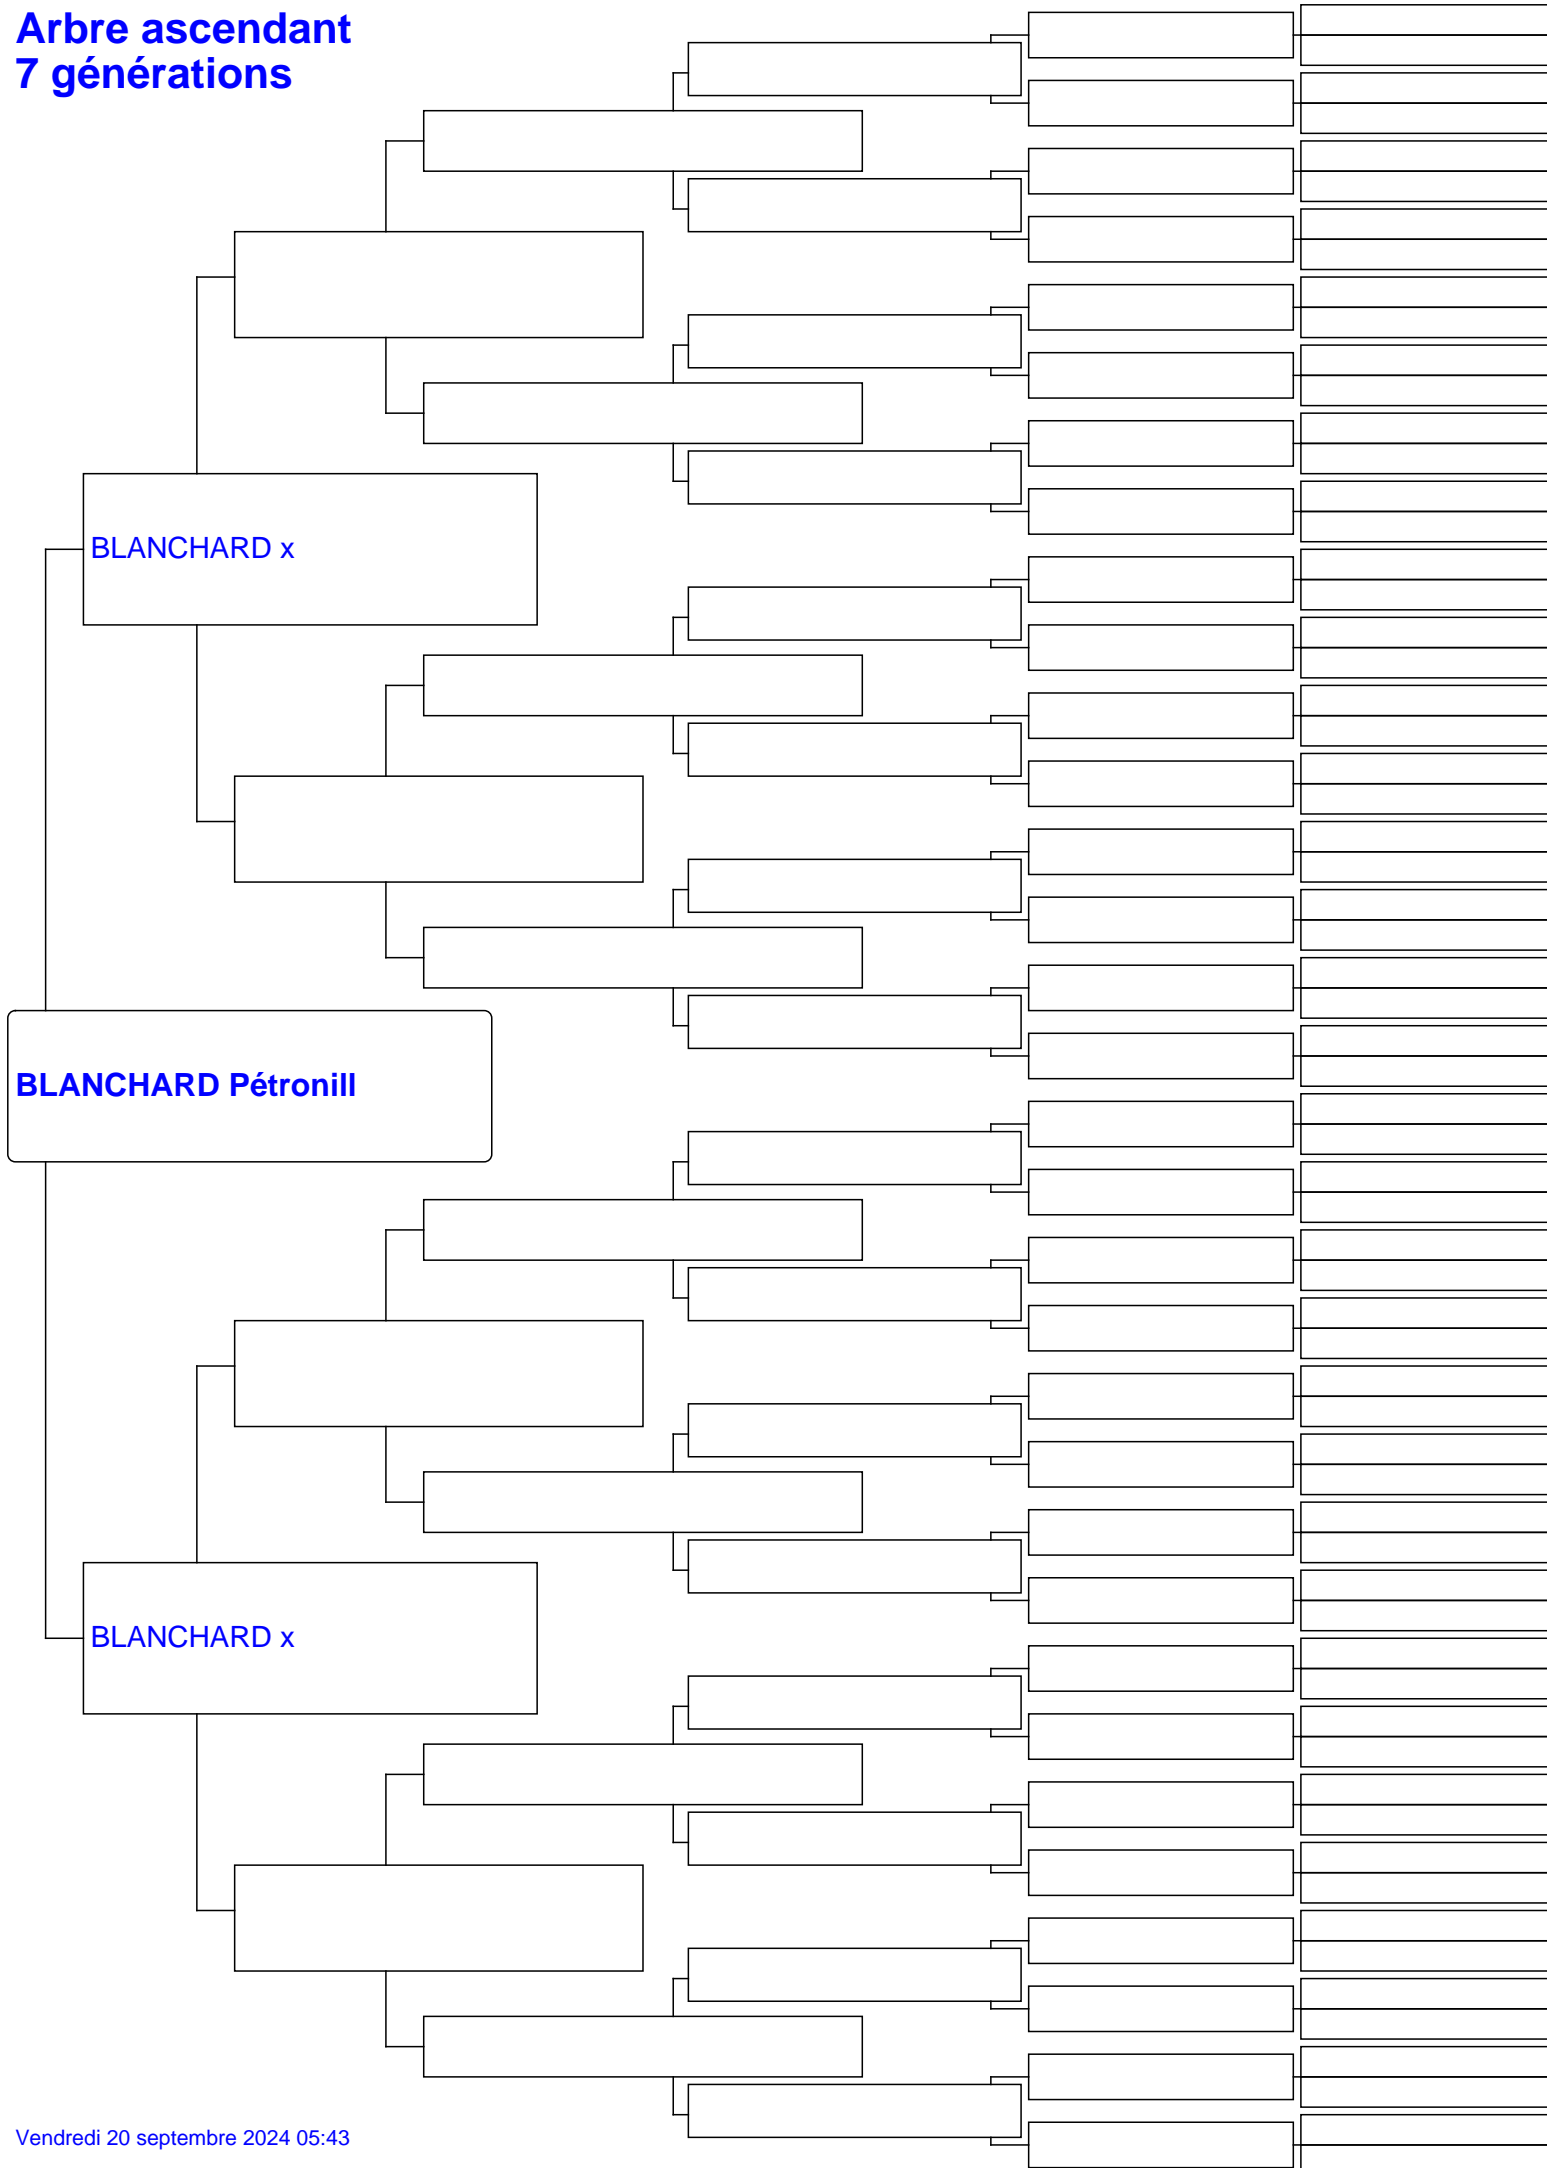 Arbre ascendant
7 générations
BLANCHARD x
BLANCHARD Pétronill
BLANCHARD x
Vendredi 20 septembre 2024 05:43